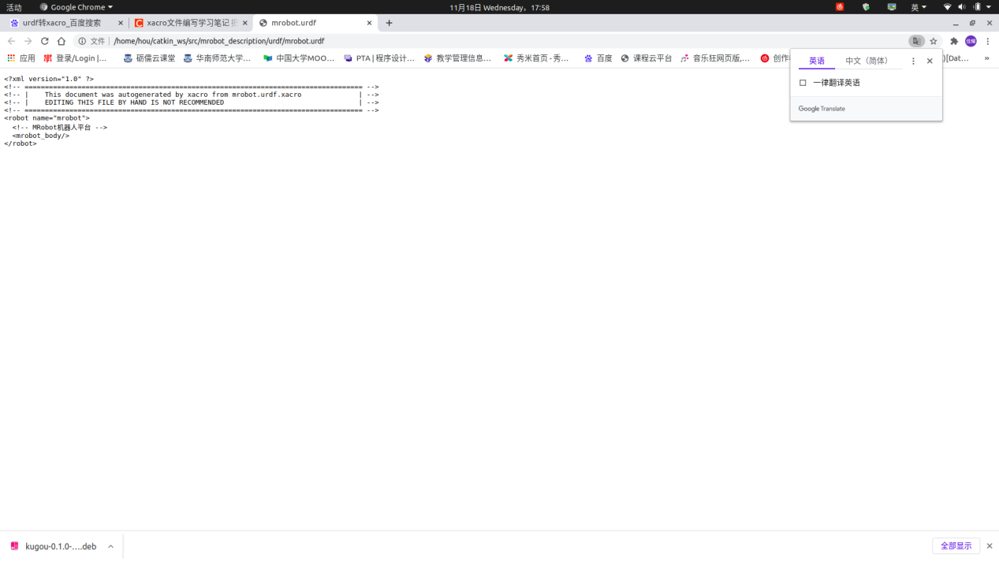 活动 Google Chrome 11月18日 Wednesday，17:58 英
urdf转xacro_百度搜索 xacro文件编写学习笔记 mrobot.urdf
文件 /home/hou/catkin_ws/src/mrobot_description/urdf/mrobot.urdf 佳耀
应用 登录/Login |... 砺儒云课堂 华南师范大学... 中国大学MOO... PTA | 程序设计... 教学管理信息... 秀米首页 - 秀... 百度 课程云平台 音乐狂网页版,... 创作 )[Dat... »
英语 中文（简体）
一律翻译英语
Google Translate
<?xml version="1.0" ?>
<!-- =================================================================================== -->
<!-- |    This document was autogenerated by xacro from mrobot.urdf.xacro              | -->
<!-- |    EDITING THIS FILE BY HAND IS NOT RECOMMENDED                                 | -->
<!-- =================================================================================== -->
<robot name="mrobot">
  <!-- MRobot机器人平台 -->
  <mrobot_body/>
</robot>
kugou-0.1.0-....deb 全部显示